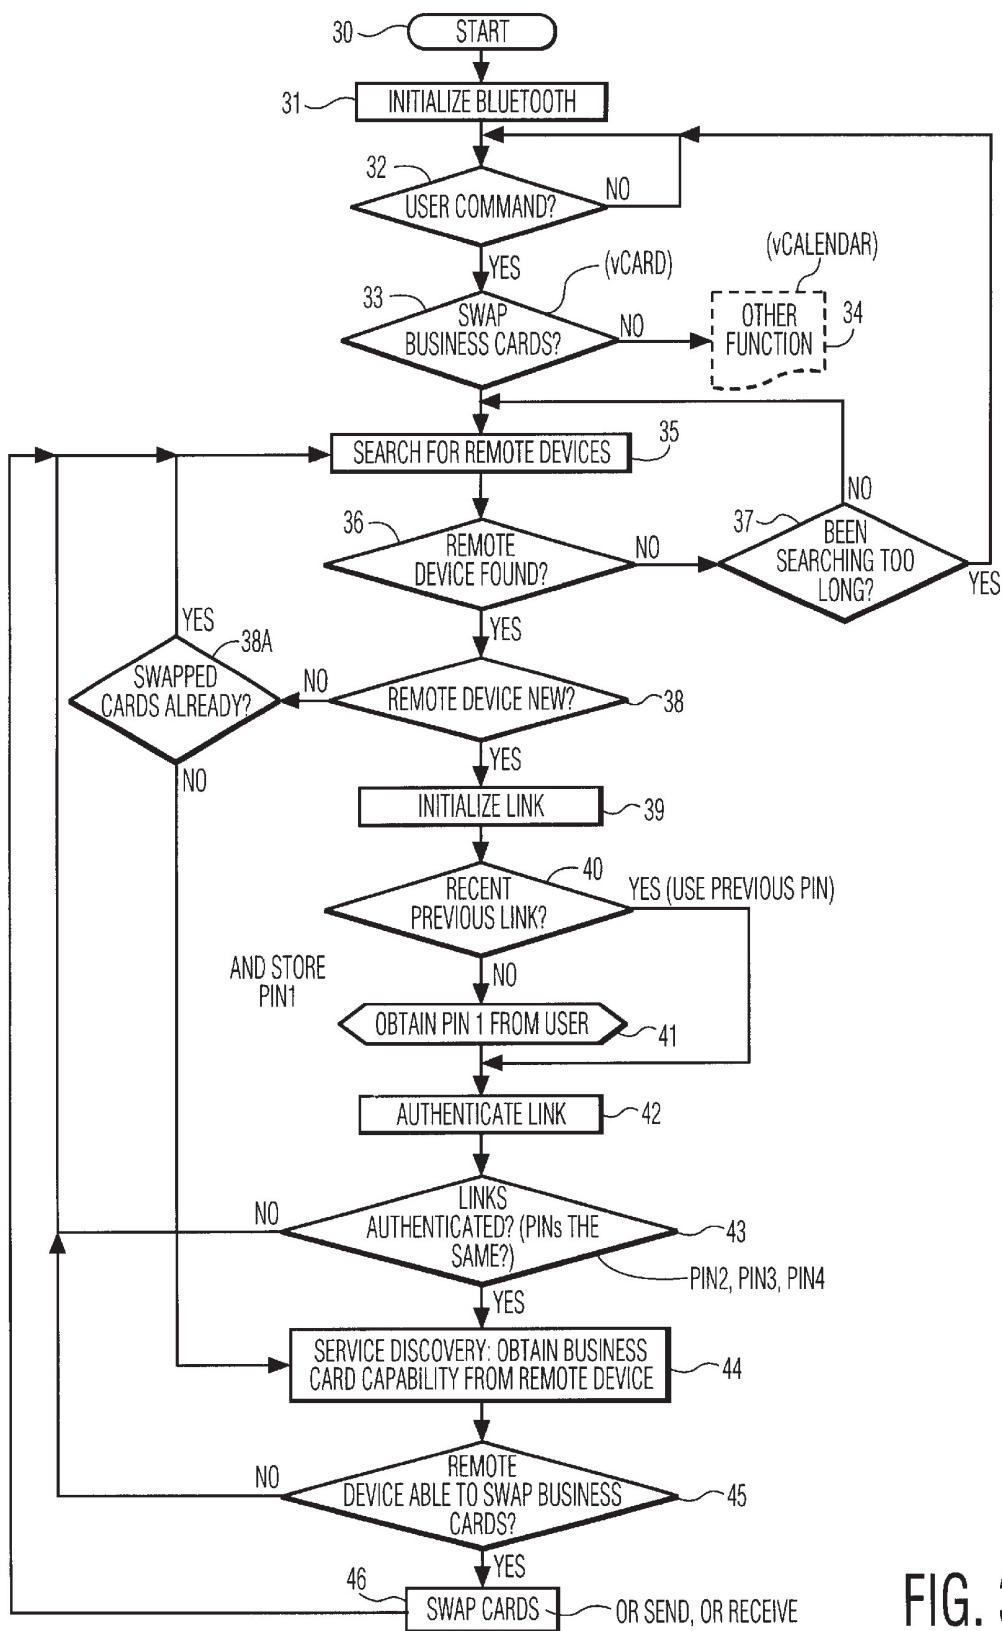 30
START
31
INITIALIZE BLUETOOTH
32
USER COMMAND?
NO
YES
(vCARD)
(vCALENDAR)
33
SWAP
BUSINESS CARDS?
NO
OTHER
FUNCTION
34
SEARCH FOR REMOTE DEVICES
35
36
REMOTE
DEVICE FOUND?
NO
37
NO
BEEN
SEARCHING TOO
LONG?
YES
YES
YES
38A
SWAPPED
CARDS ALREADY?
NO
REMOTE DEVICE NEW?
38
NO
YES
INITIALIZE LINK
39
40
RECENT
PREVIOUS LINK?
YES (USE PREVIOUS PIN)
AND STORE
PIN1
NO
OBTAIN PIN 1 FROM USER
41
AUTHENTICATE LINK
42
NO
LINKS
AUTHENTICATED? (PINs THE
SAME?)
43
PIN2, PIN3, PIN4
YES
SERVICE DISCOVERY: OBTAIN BUSINESS
CARD CAPABILITY FROM REMOTE DEVICE
44
NO
REMOTE
DEVICE ABLE TO SWAP BUSINESS
CARDS?
45
YES
46
SWAP CARDS
OR SEND, OR RECEIVE
FIG. 3